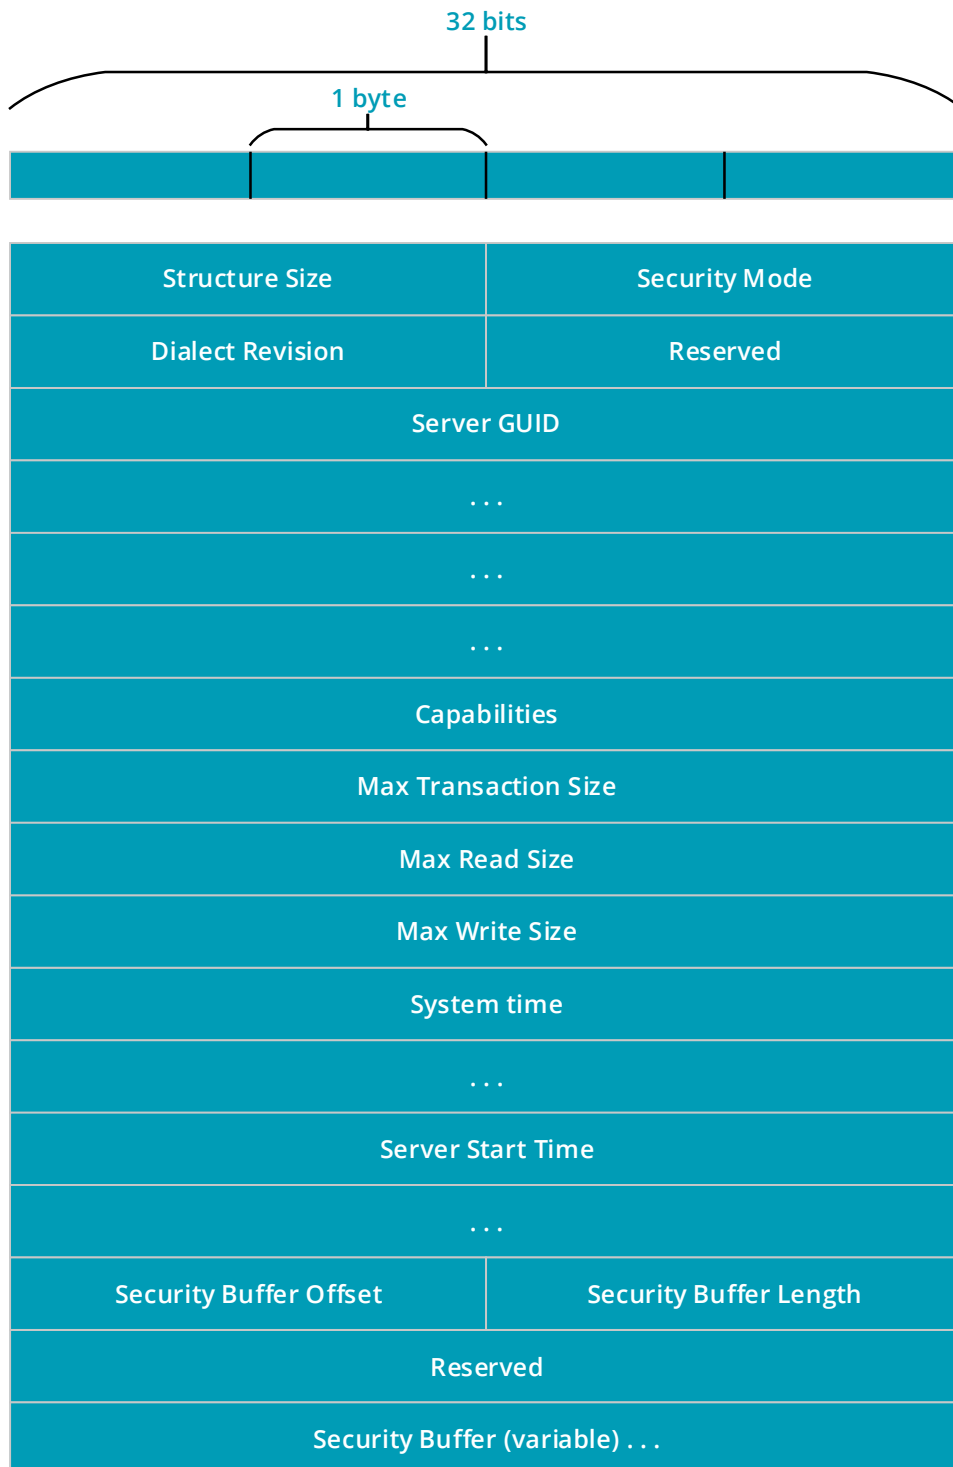 32 bits
1 byte
Structure Size Security Mode
Dialect Revision Reserved
Server GUID
. . .
. . .
. . .
Capabilities
Max Transaction Size
Max Read Size
Max Write Size
System time
. . .
Server Start Time
. . .
Security Buffer Offset Security Buffer Length
Reserved
Security Buffer (variable) . . .